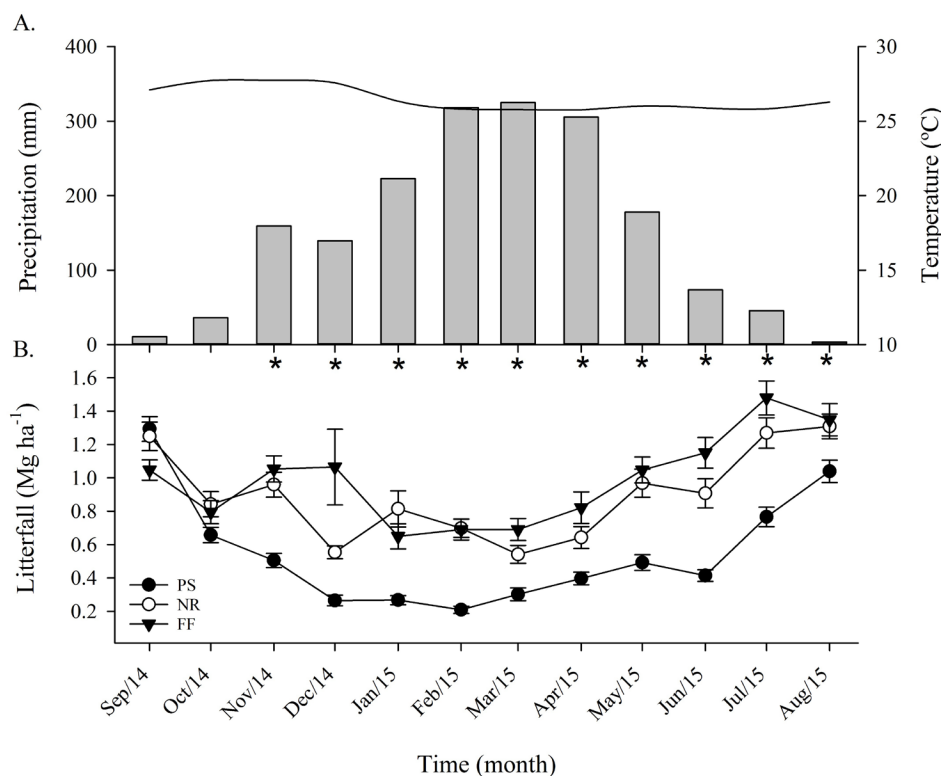 A.
400
300
200
100
0
Precipitation (mm)
30
25
20
15
10
Temperature (ºC)
B.
* * * * * * * * * *
1.6
1.4
1.2
1.0
0.8
0.6
0.4
0.2
Litterfall (Mg ha⁻¹)
PS
NR
FF
Sep/14
Oct/14
Nov/14
Dec/14
Jan/15
Feb/15
Mar/15
Apr/15
May/15
Jun/15
Jul/15
Aug/15
Time (month)